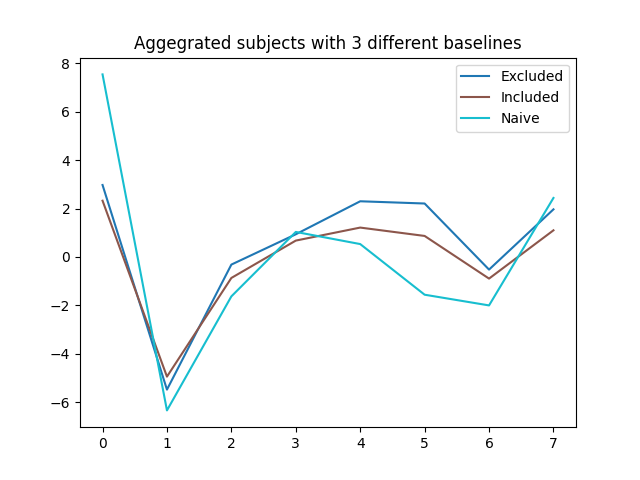 Aggegrated subjects with 3 different baselines
Excluded
Included
Naive
8
6
4
2
0
−2
−4
−6
0 1 2 3 4 5 6 7